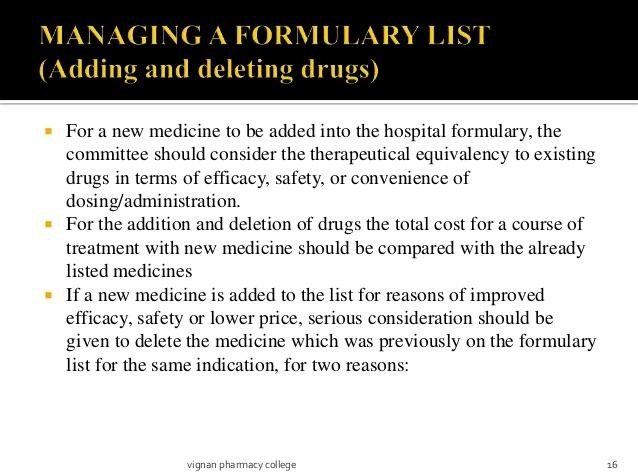 MANAGING A FORMULARY LIST
(Adding and deleting drugs)
▪ For a new medicine to be added into the hospital formulary, the
committee should consider the therapeutical equivalency to existing
drugs in terms of efficacy, safety, or convenience of
dosing/administration.
▪ For the addition and deletion of drugs the total cost for a course of
treatment with new medicine should be compared with the already
listed medicines
▪ If a new medicine is added to the list for reasons of improved
efficacy, safety or lower price, serious consideration should be
given to delete the medicine which was previously on the formulary
list for the same indication, for two reasons:
vignan pharmacy college
16